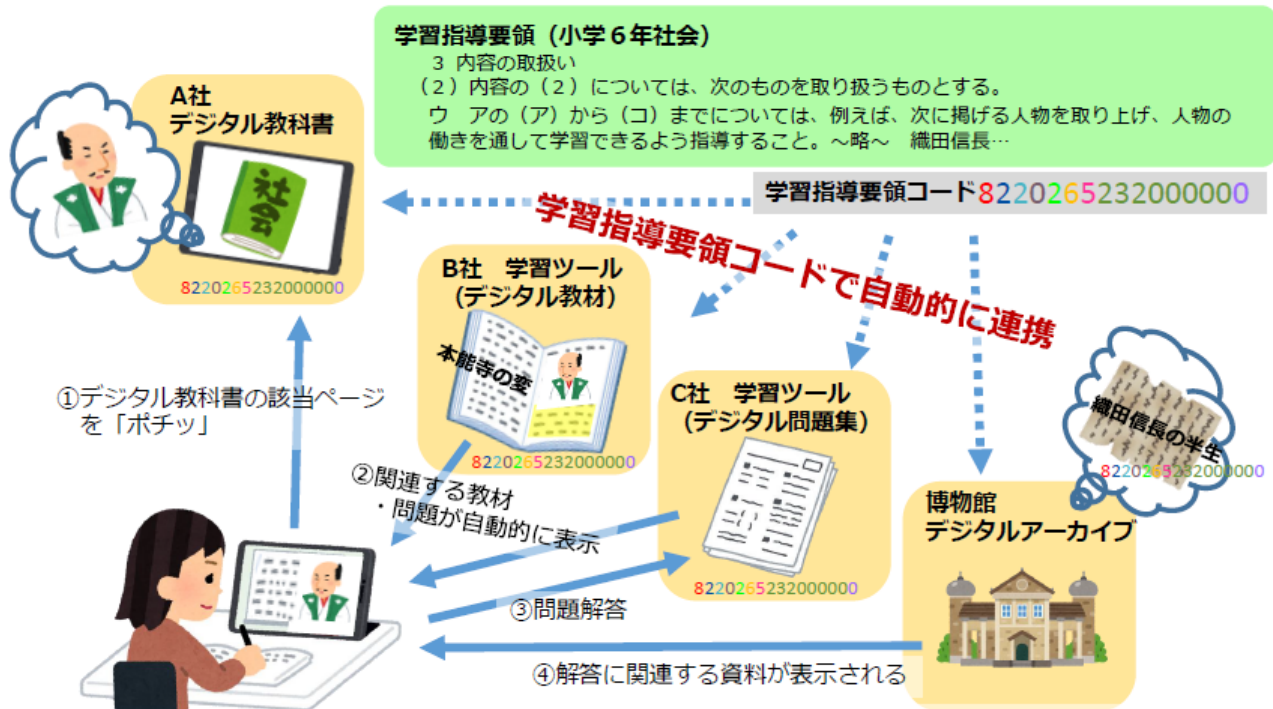 学習指導要領（小学６年社会）
３ 内容の取扱い
（２）内容の（２）については、次のものを取り扱うものとする。
ウ　アの（ア）から（コ）までについては、例えば、次に掲げる人物を取り上げ、人物の
働きを通して学習できるよう指導すること。～略～　織田信長…
学習指導要領コード8220265232000000
学習指導要領コードで自動的に連携
A社
デジタル教科書
社会
8220265232000000
B社　学習ツール
（デジタル教材）
本能寺の変
8220265232000000
C社　学習ツール
（デジタル問題集）
8220265232000000
織田信長の半生
8220265232000000
博物館
デジタルアーカイブ
①デジタル教科書の該当ページ
を「ポチッ」
②関連する教材
・問題が自動的に表示
③問題解答
④解答に関連する資料が表示される